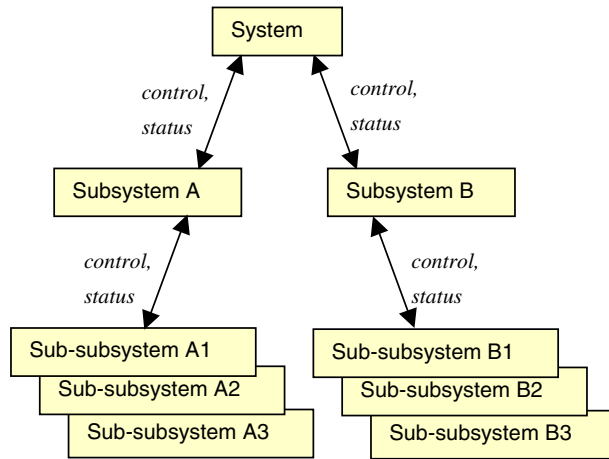 System
control,
status
control,
status
Subsystem A
Subsystem B
control,
status
control,
status
Sub-subsystem A1
Sub-subsystem A2
Sub-subsystem A3
Sub-subsystem B1
Sub-subsystem B2
Sub-subsystem B3